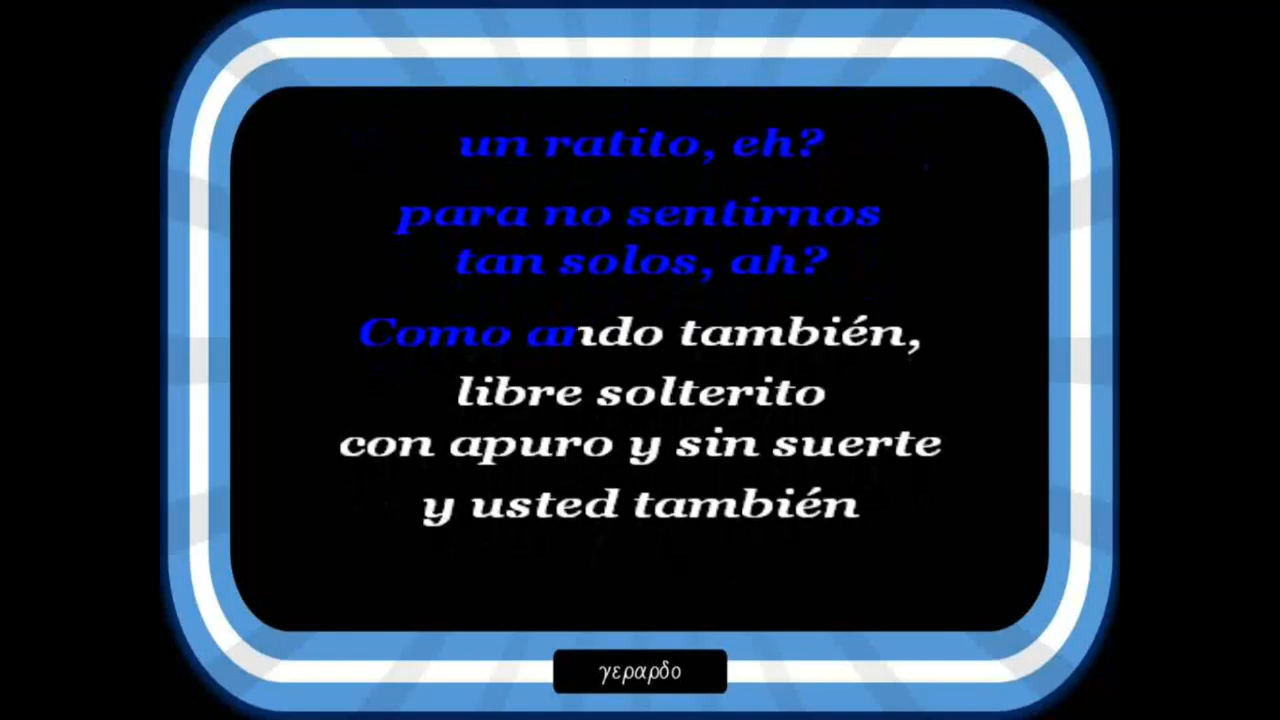 un ratito, eh?
para no sentirnos
tan solos, ah?
Como ando también,
libre solterito
con apuro y sin suerte
y usted también
γεραρδο